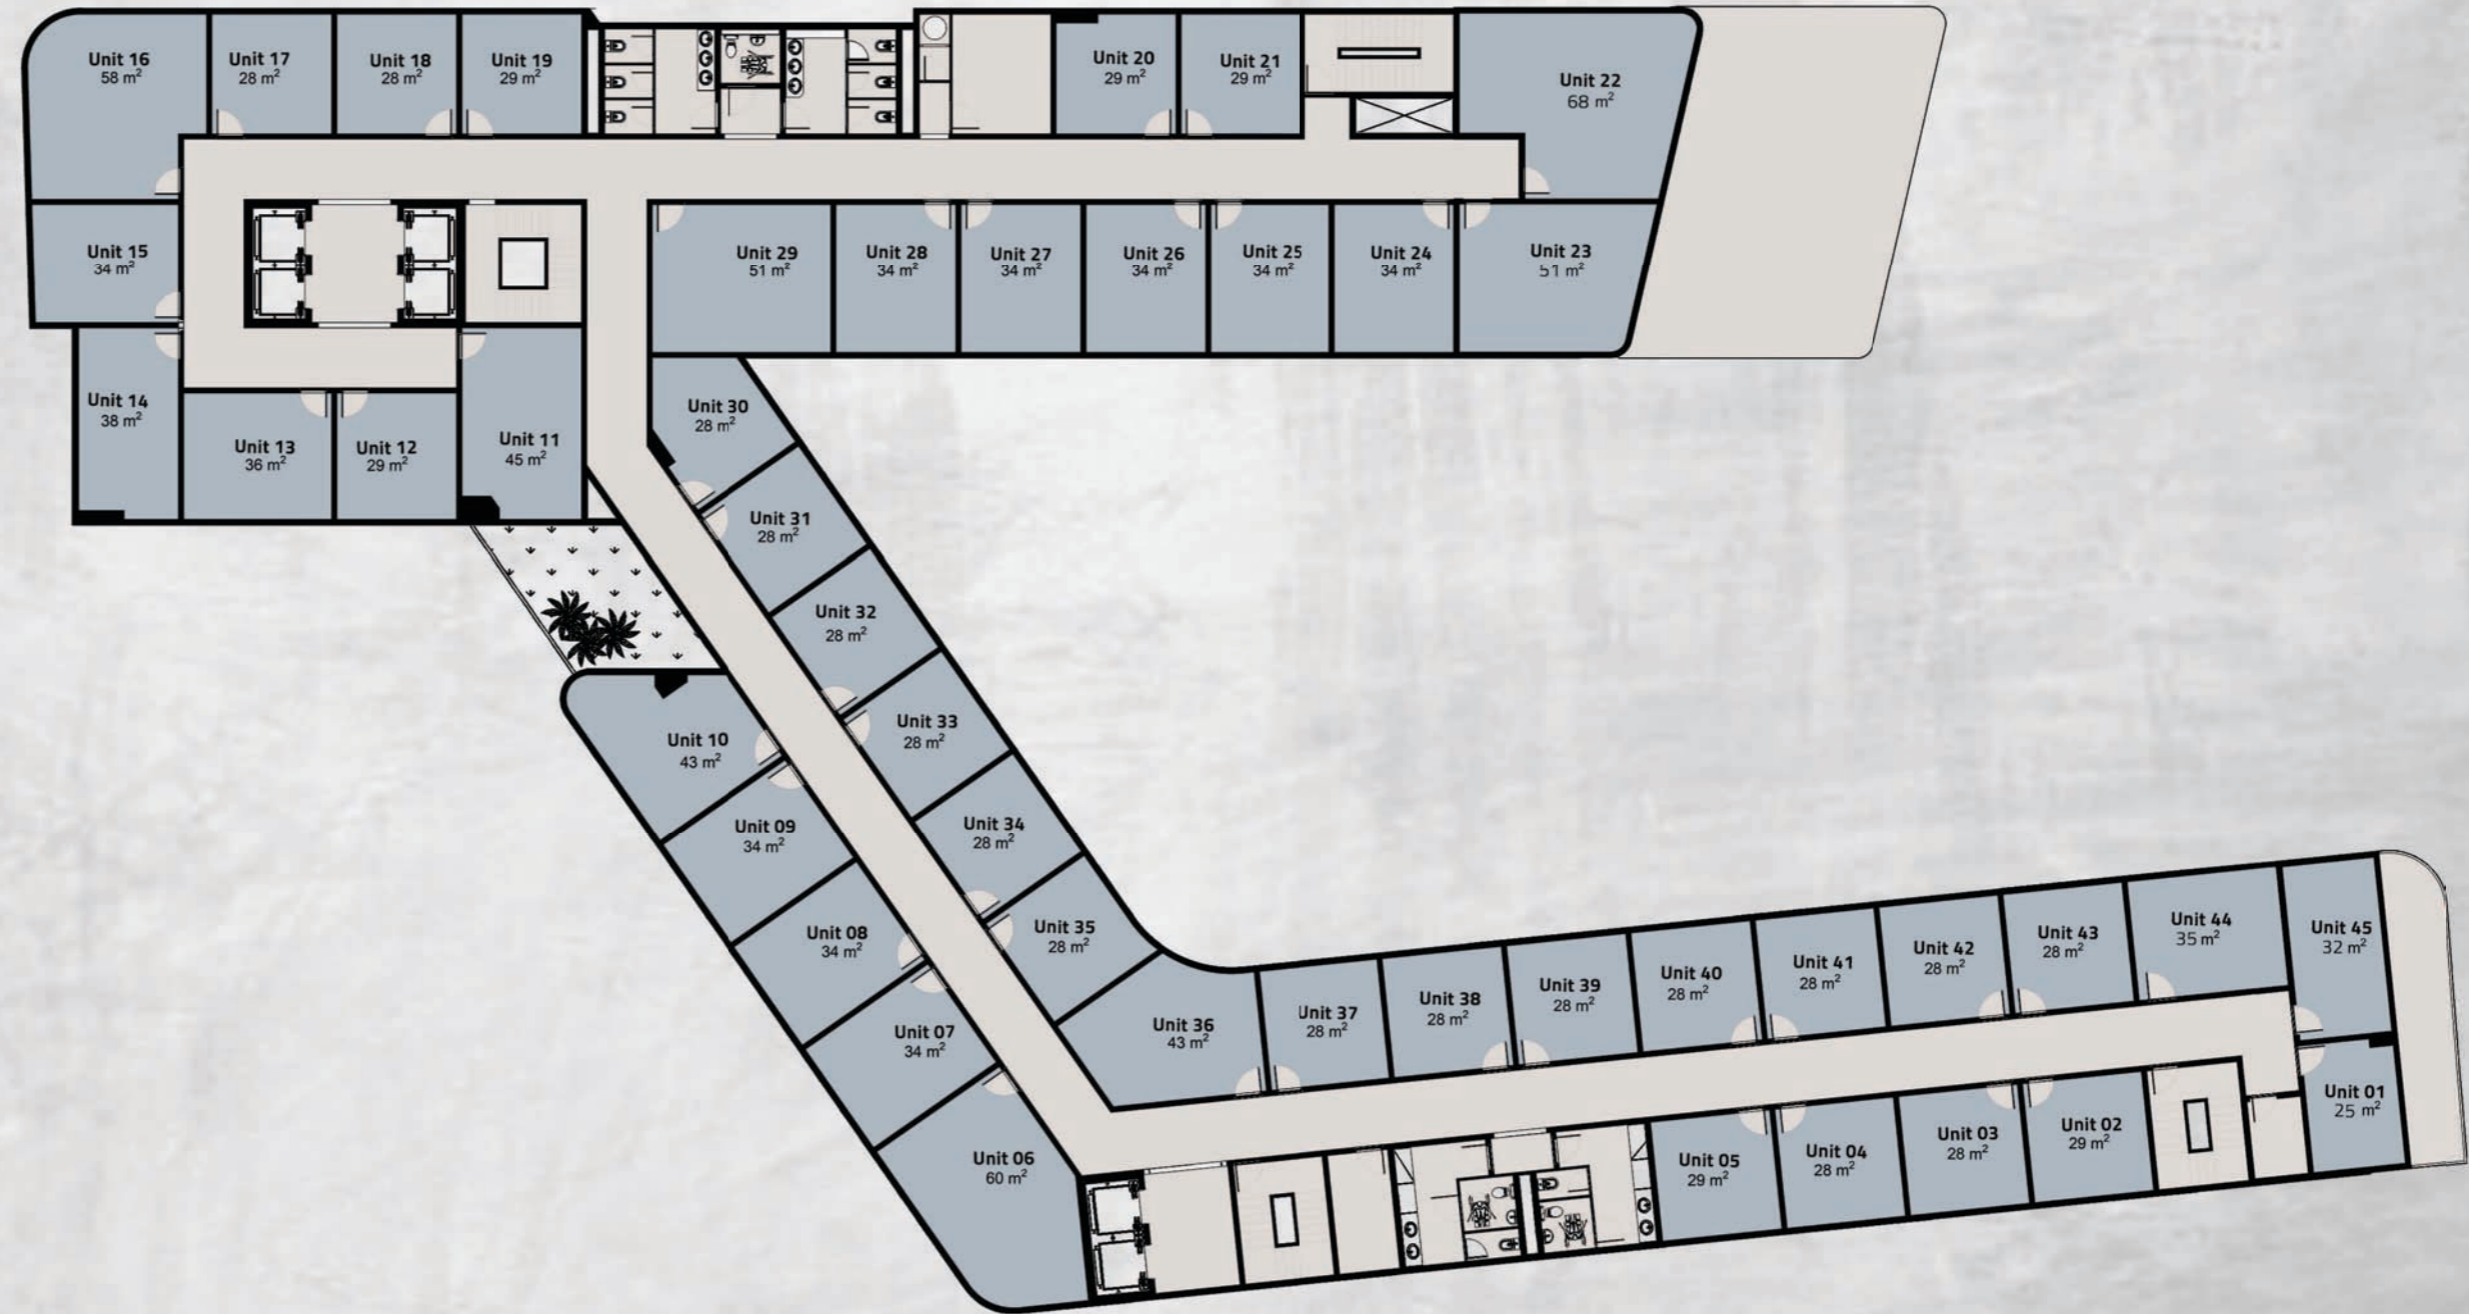 Unit 16
58 m²
Unit 17
28 m²
Unit 18
28 m²
Unit 19
29 m²
Unit 20
29 m²
Unit 21
29 m²
Unit 22
68 m²
Unit 15
34 m²
Unit 29
51 m²
Unit 28
34 m²
Unit 27
34 m²
Unit 26
34 m²
Unit 25
34 m²
Unit 24
34 m²
Unit 23
51 m²
Unit 14
38 m²
Unit 13
36 m²
Unit 12
29 m²
Unit 11
45 m²
Unit 30
28 m²
Unit 31
28 m²
Unit 32
28 m²
Unit 33
28 m²
Unit 10
43 m²
Unit 09
34 m²
Unit 34
28 m²
Unit 08
34 m²
Unit 35
28 m²
Unit 07
34 m²
Unit 36
43 m²
Unit 37
28 m²
Unit 38
28 m²
Unit 39
28 m²
Unit 40
28 m²
Unit 41
28 m²
Unit 42
28 m²
Unit 43
28 m²
Unit 44
35 m²
Unit 45
32 m²
Unit 06
60 m²
Unit 05
29 m²
Unit 04
28 m²
Unit 03
28 m²
Unit 02
29 m²
Unit 01
25 m²